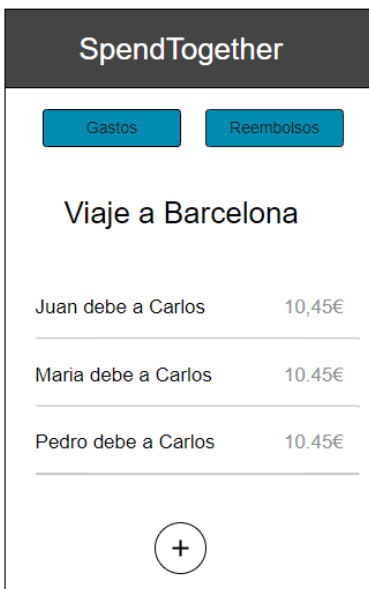 SpendTogether
Gastos Reembolsos
Viaje a Barcelona
Juan debe a Carlos 10,45€
Maria debe a Carlos 10.45€
Pedro debe a Carlos 10.45€
+